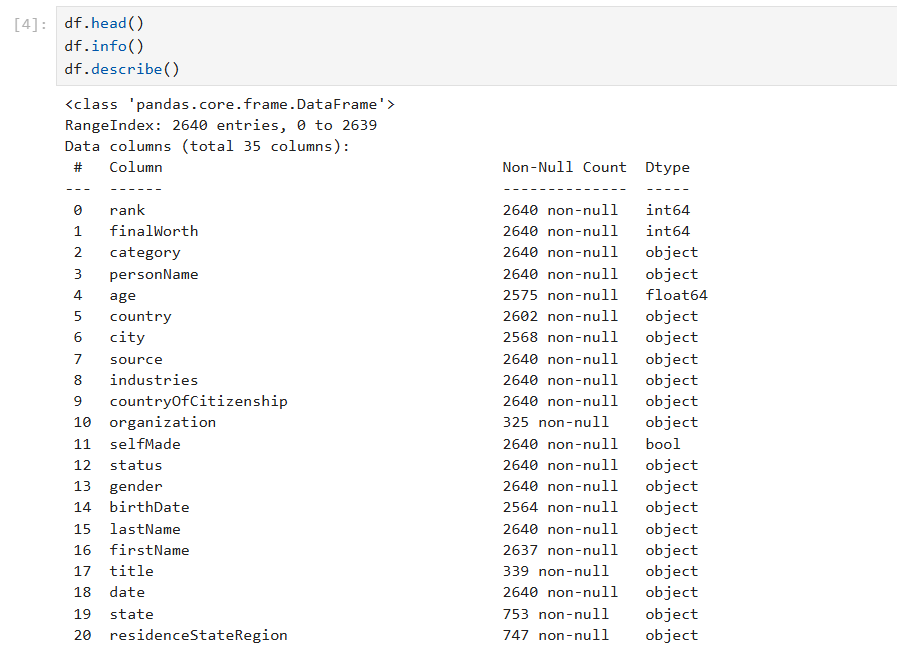 [4]: df.head()
df.info()
df.describe()
<class 'pandas.core.frame.DataFrame'>
RangeIndex: 2640 entries, 0 to 2639
Data columns (total 35 columns):
 #   Column                                      Non-Null Count  Dtype
---  ------                                      --------------  -----
 0   rank                                        2640 non-null   int64
 1   finalWorth                                  2640 non-null   int64
 2   category                                    2640 non-null   object
 3   personName                                  2640 non-null   object
 4   age                                         2575 non-null   float64
 5   country                                     2602 non-null   object
 6   city                                        2568 non-null   object
 7   source                                      2640 non-null   object
 8   industries                                  2640 non-null   object
 9   countryOfCitizenship                        2640 non-null   object
 10  organization                                325 non-null    object
 11  selfMade                                    2640 non-null   bool
 12  status                                      2640 non-null   object
 13  gender                                      2640 non-null   object
 14  birthDate                                   2564 non-null   object
 15  lastName                                    2640 non-null   object
 16  firstName                                   2637 non-null   object
 17  title                                       339 non-null    object
 18  date                                        2640 non-null   object
 19  state                                       753 non-null    object
 20  residenceStateRegion                        747 non-null    object